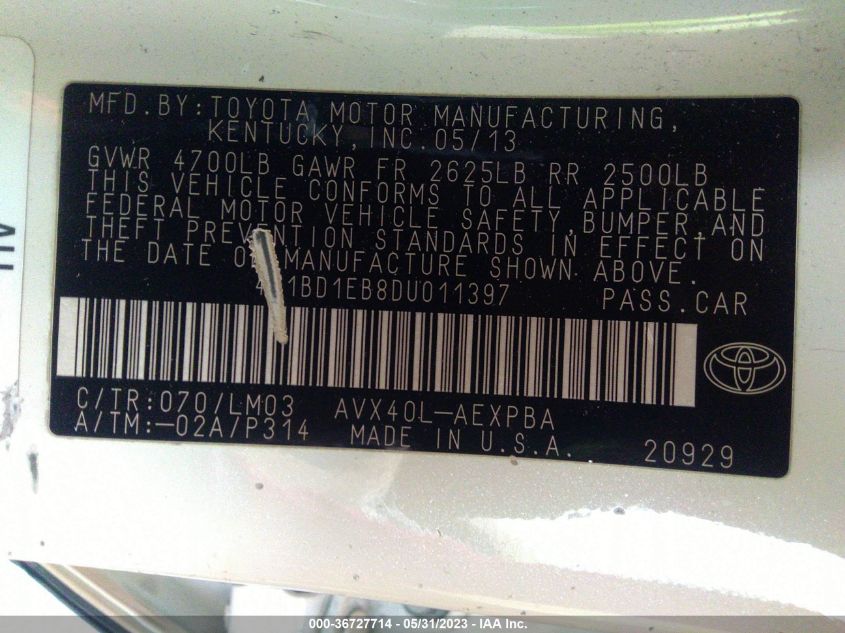 MFD.BY:TOYOTA MOTOR MANUFACTURING,
KENTUCKY,INC.05/13
GVWR 4700LB GAWR FR 2625LB RR 2500LB
THIS VEHICLE CONFORMS TO ALL APPLICABLE
FEDERAL MOTOR VEHICLE SAFETY,BUMPER,AND
THEFT PREVENTION STANDARDS IN EFFECT ON
THE DATE OF MANUFACTURE SHOWN ABOVE.
4 1BD1EB8DU011397 PASS.CAR
C/TR:070/LM03 AVX40L-AEXPBA
A/TM:-02A/P314 MADE IN U.S.A. 20929
000-36727714 - 05/31/2023 - IAA Inc.